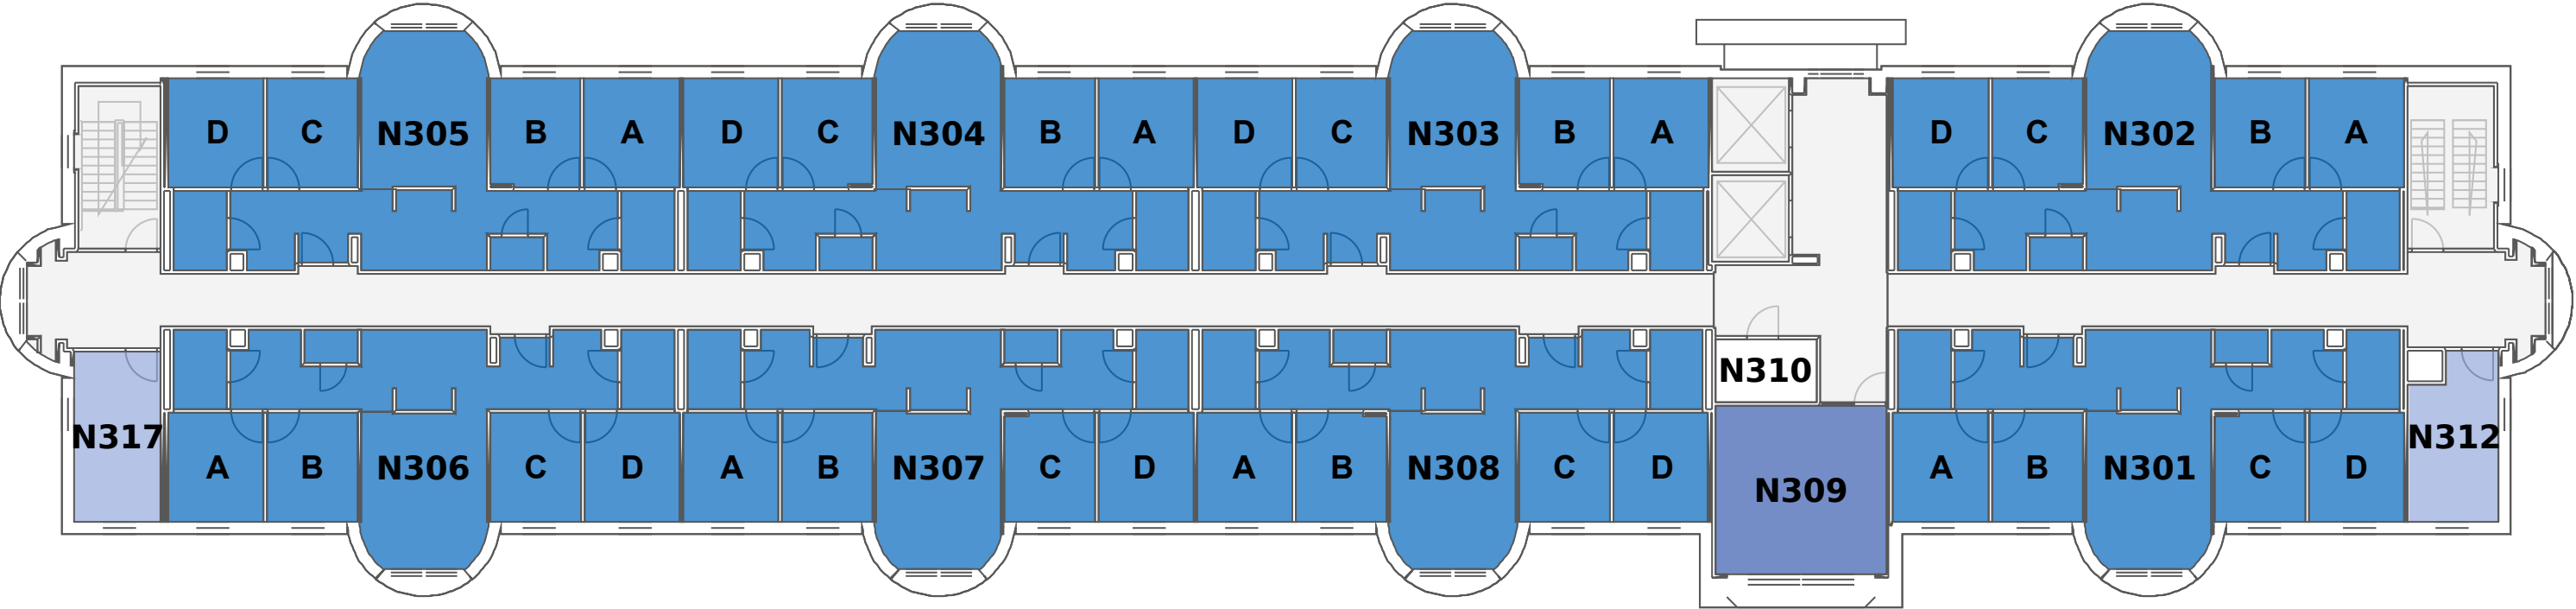 D C N305 B A D C N304 B A D C N303 B A D C N302 B A
N310
N317 N312
A B N306 C D A B N307 C D A B N308 C D A B N301 C D
N309